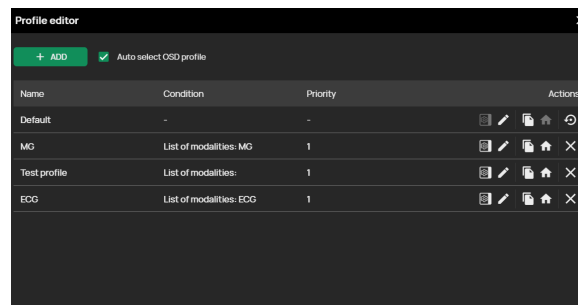 Profile editor
+ ADD Auto select OSD profile
Name Condition Priority Actions
Default - -
MG List of modalities: MG 1
Test profile List of modalities: 1
ECG List of modalities: ECG 1